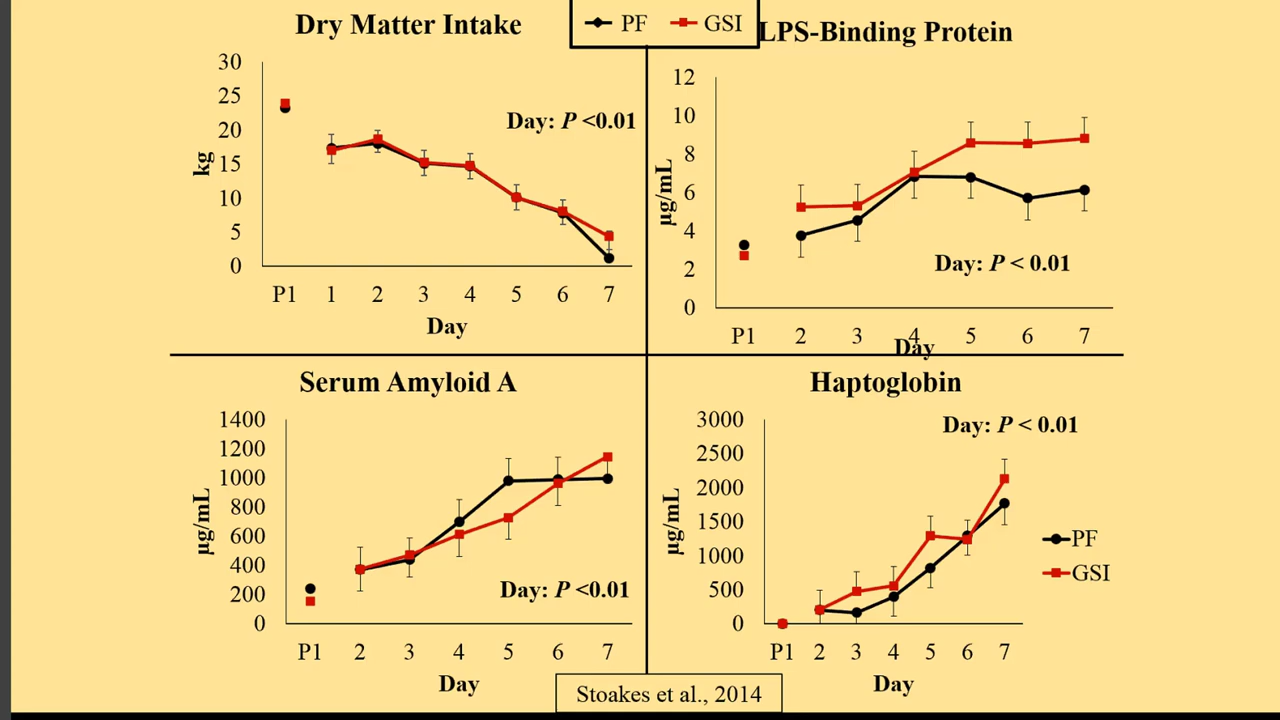 Dry Matter Intake
PF GSI
LPS-Binding Protein
30
25
20
15
10
5
0
kg
Day: P <0.01
P1 1 2 3 4 5 6 7
Day
12
10
8
6
4
2
0
µg/mL
Day: P < 0.01
P1 2 3 4 5 6 7
Day
Serum Amyloid A
1400
1200
1000
800
600
400
200
0
µg/mL
Day: P <0.01
P1 2 3 4 5 6 7
Day
Haptoglobin
Day: P < 0.01
3000
2500
2000
1500
1000
500
0
µg/mL
PF
GSI
P1 2 3 4 5 6 7
Day
Stoakes et al., 2014